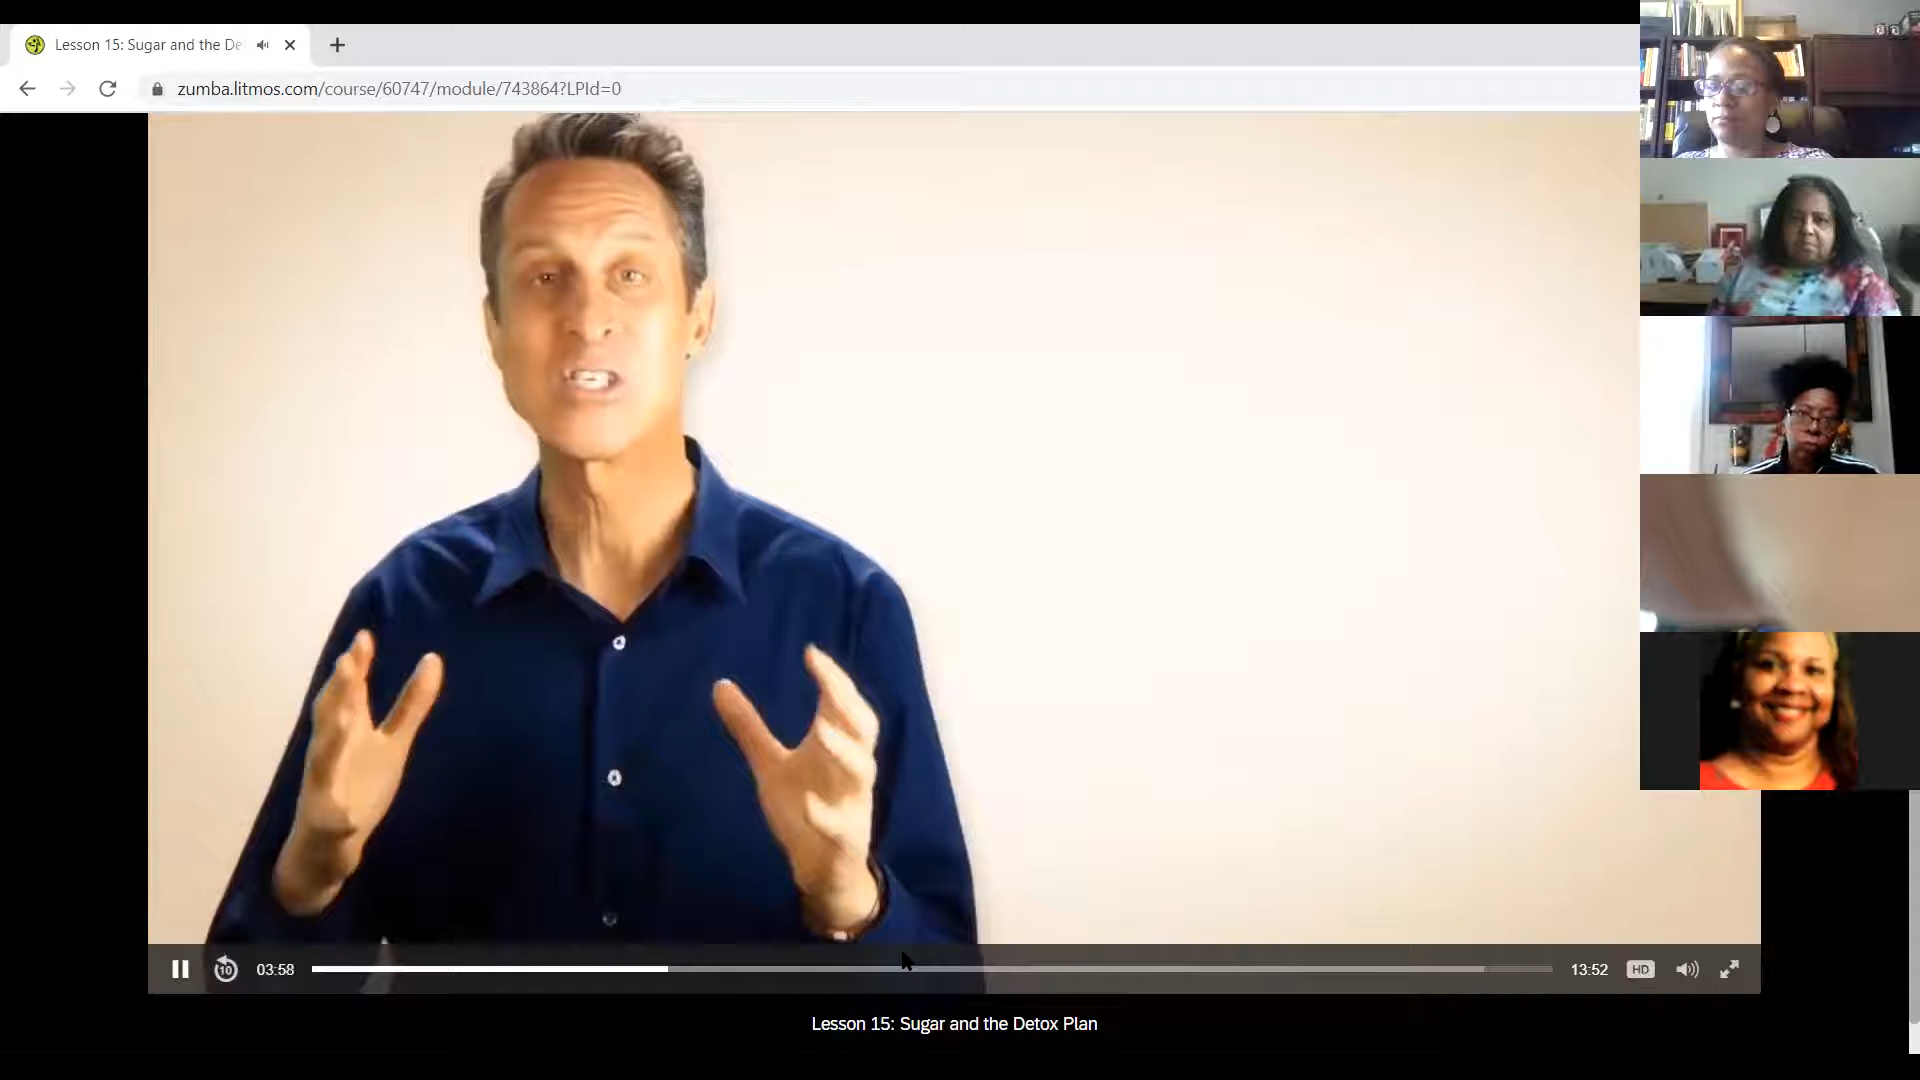 Lesson 15: Sugar and the De
zumba.litmos.com/course/60747/module/743864?LPId=0
10
03:58
13:52
HD
Lesson 15: Sugar and the Detox Plan